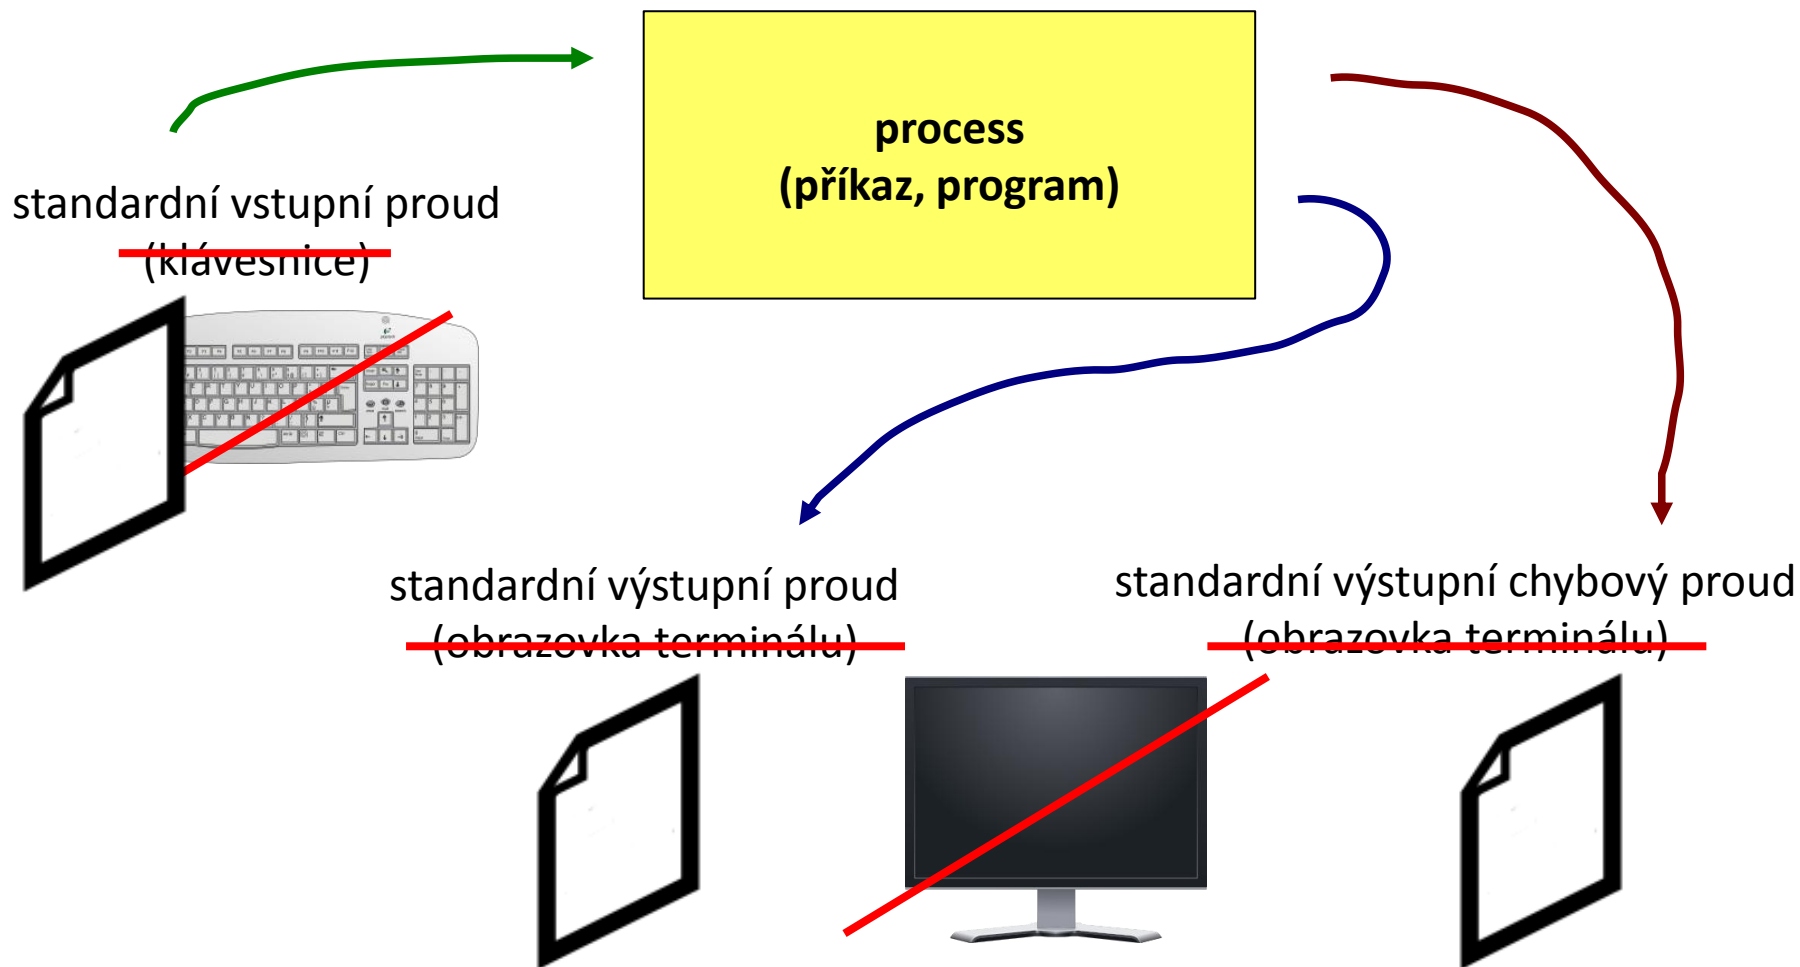 process
(příkaz, program)
standardní vstupní proud
(klávesnice)
standardní výstupní proud
(obrazovka terminálu)
standardní výstupní chybový proud
(obrazovka terminálu)